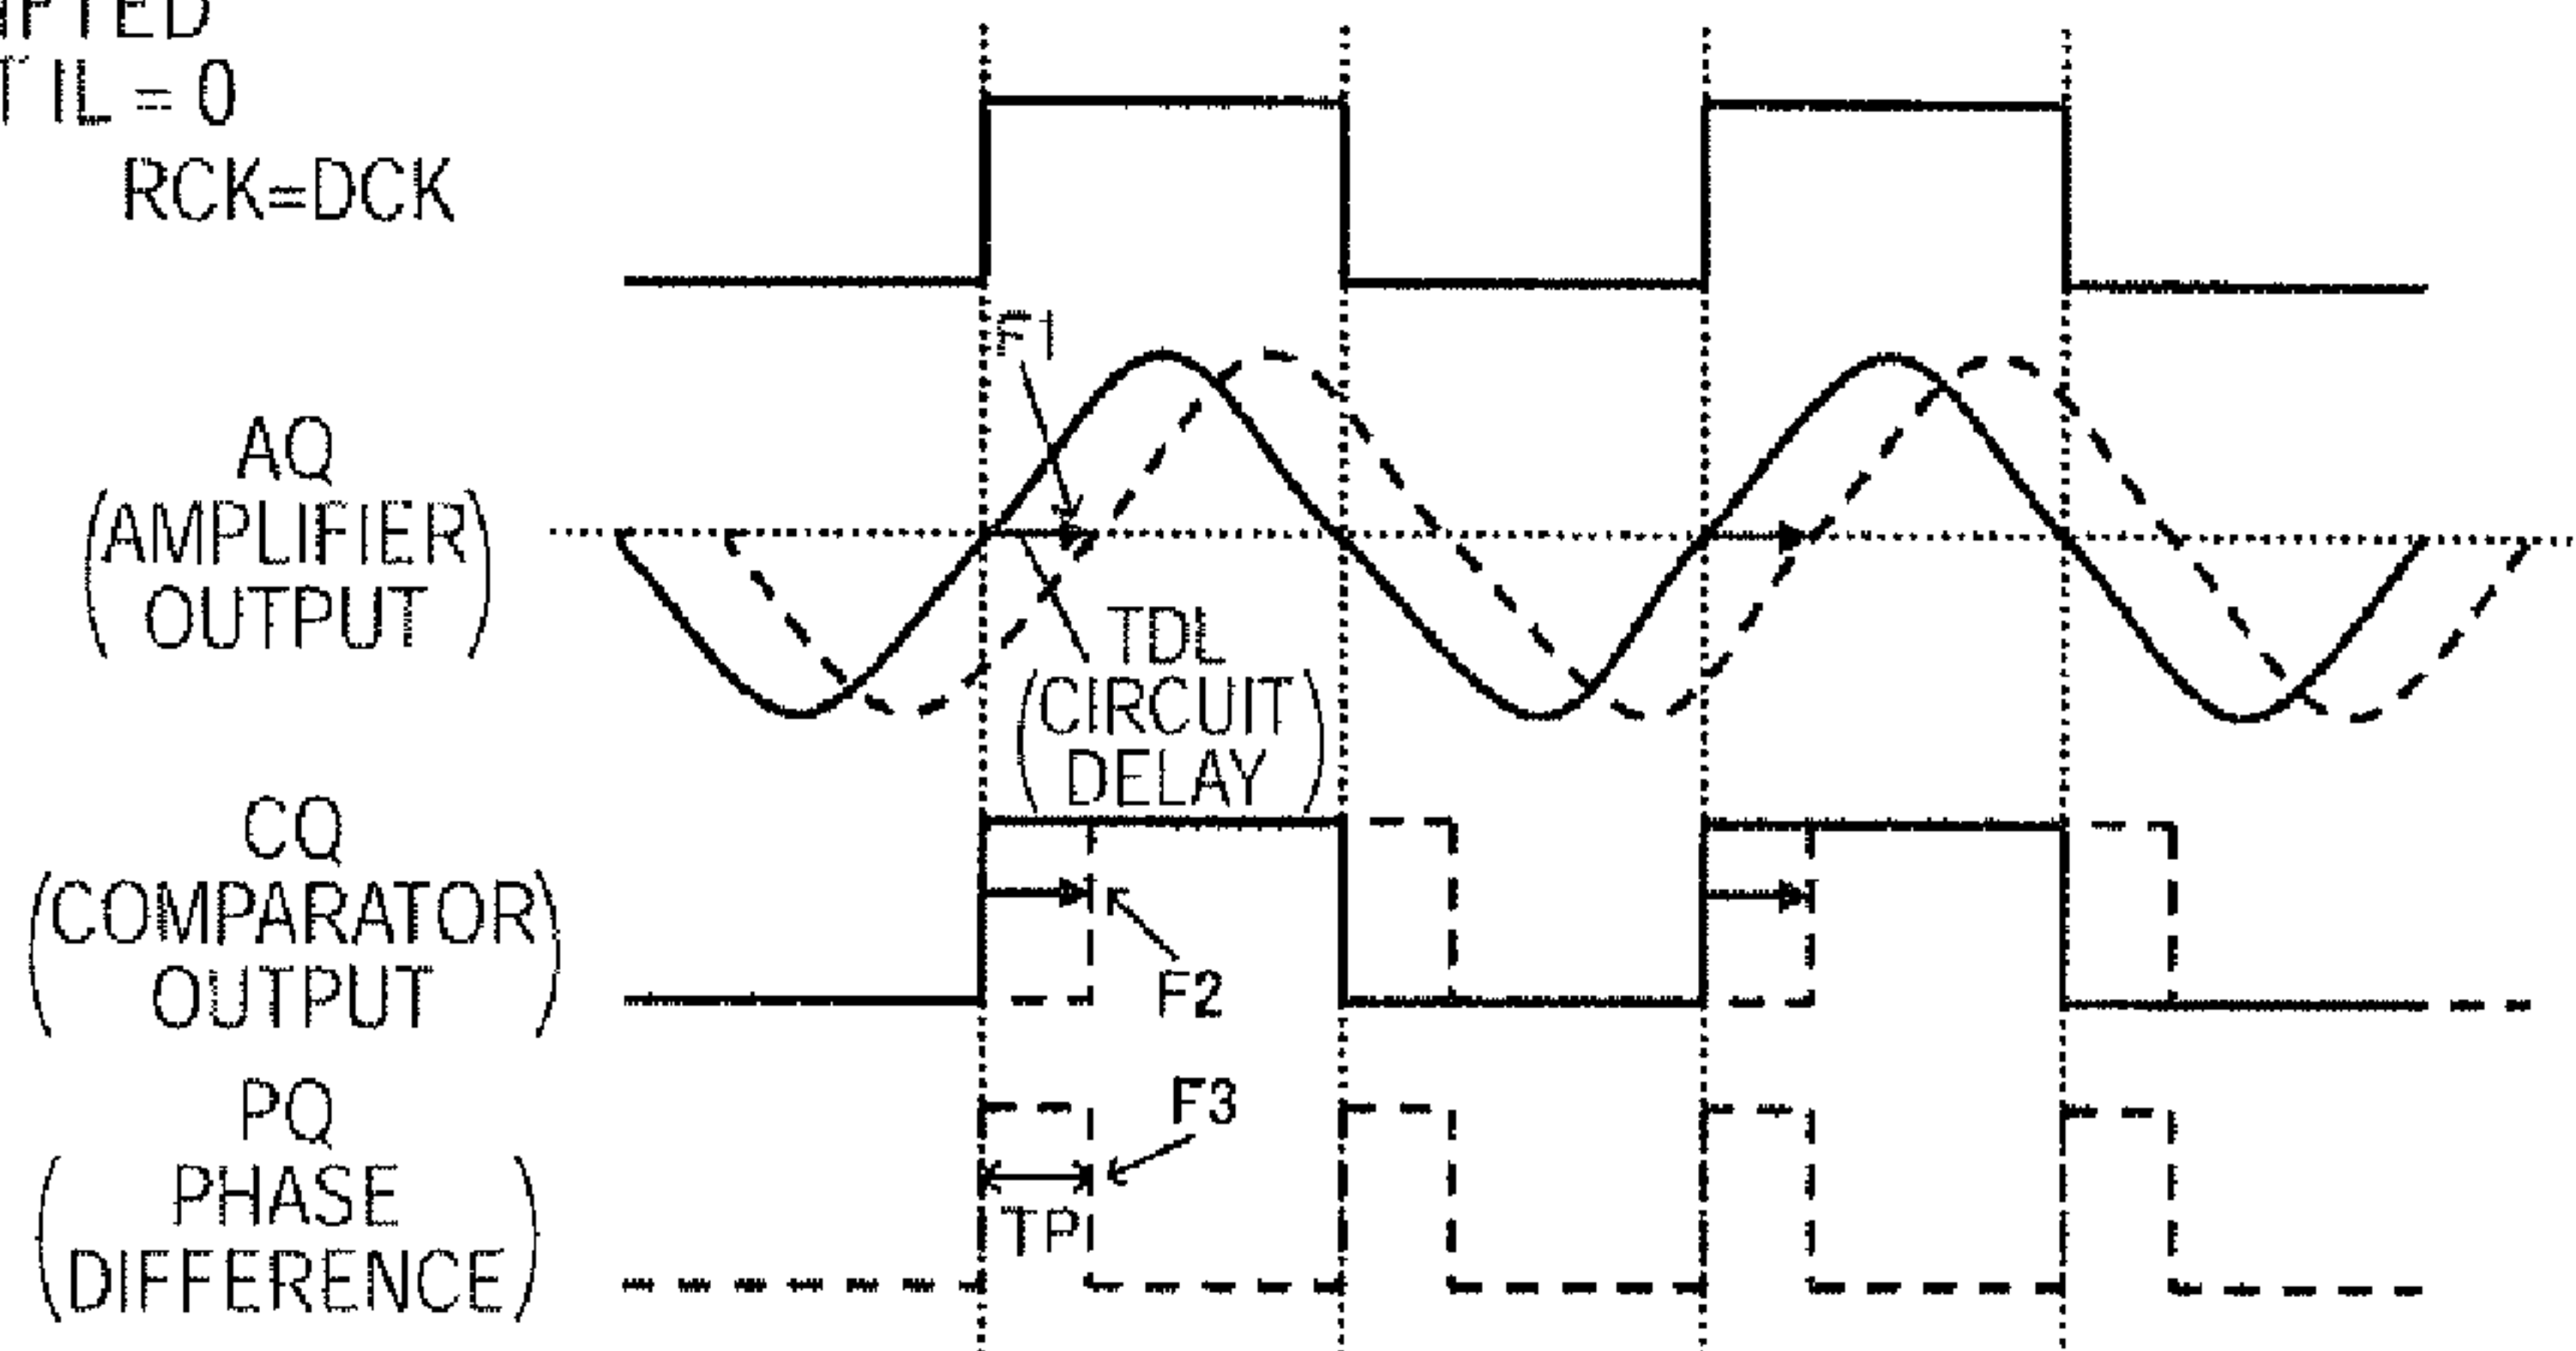 IL = 0
RCK=DCK
F1
AQ
(AMPLIFIER
OUTPUT)
TDL
(CIRCUIT
DELAY)
CQ
(COMPARATOR
OUTPUT)
F2
PQ
(PHASE
DIFFERENCE)
F3
TP